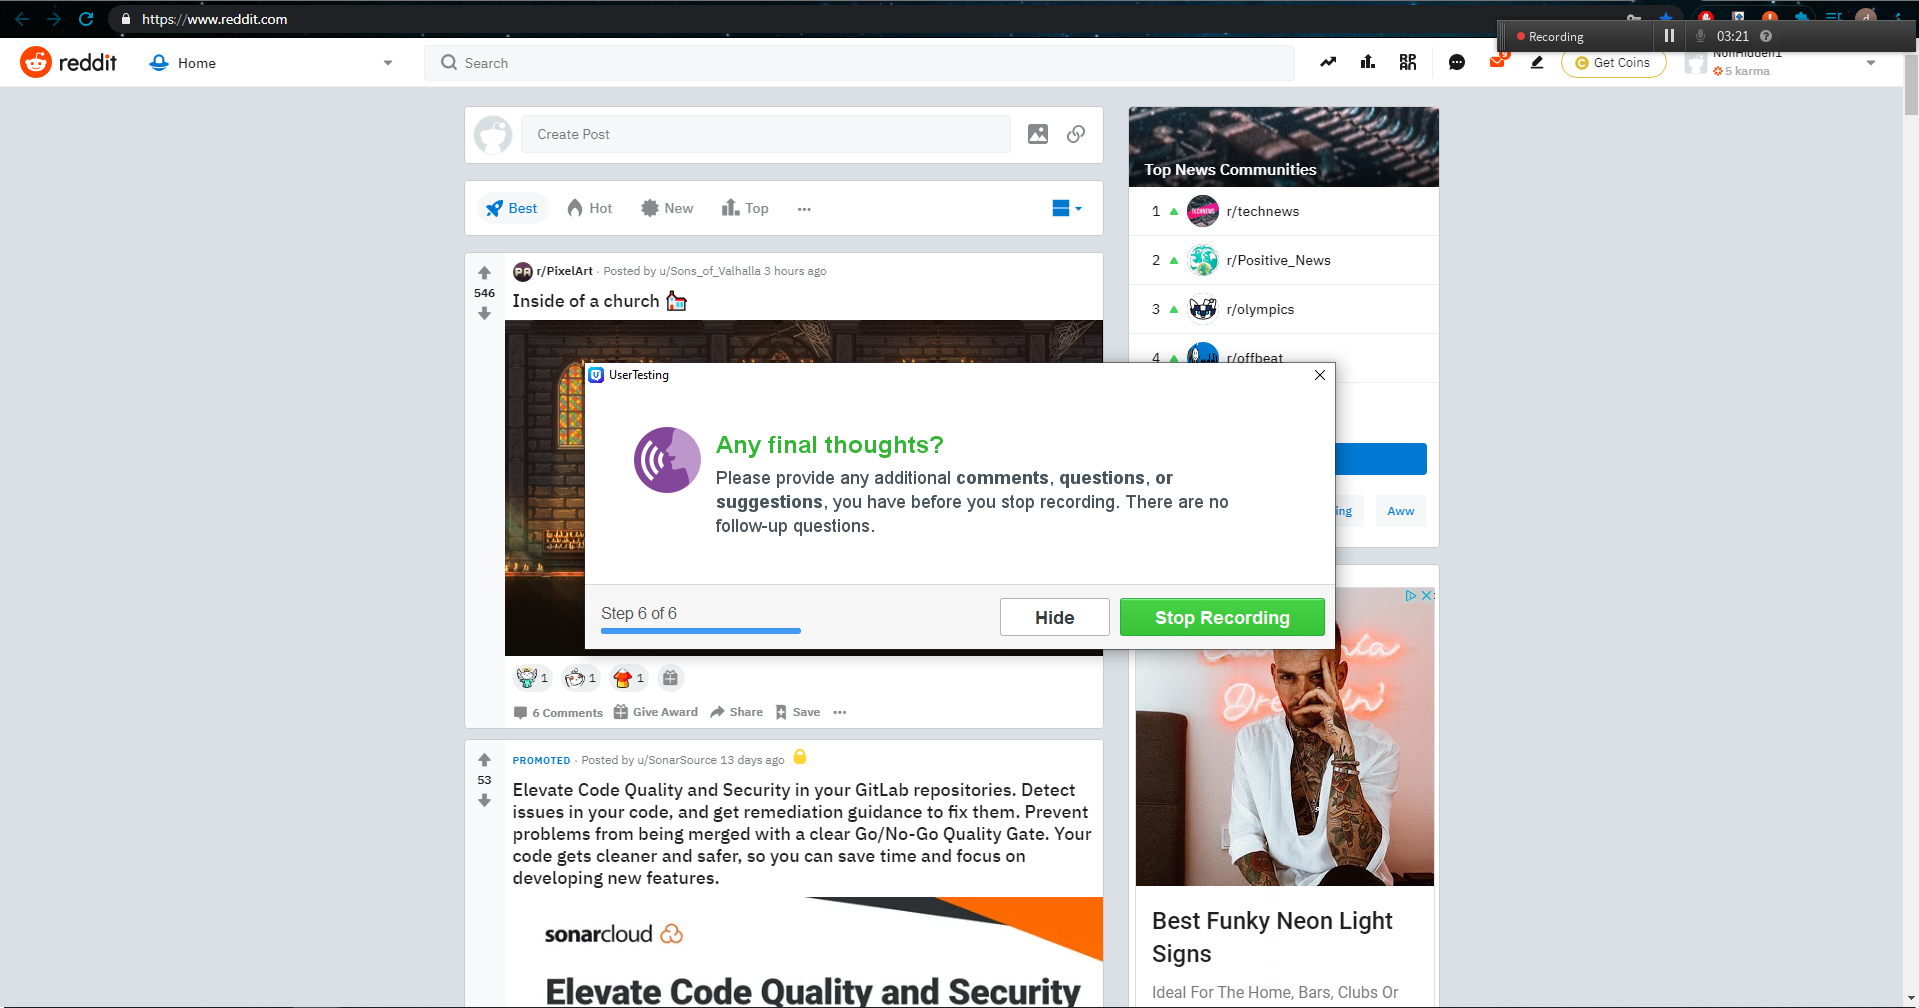 https://www.reddit.com
Recording
03:21
reddit
Home
Search
9
Get Coins
NonHidden1
5 karma
Create Post
Best
Hot
New
Top
r/PixelArt · Posted by u/Sons_of_Valhalla 3 hours ago
546
Inside of a church
1
1
1
6 Comments
Give Award
Share
Save
Top News Communities
1 r/technews
TECHNEWS
2 r/Positive_News
3 r/olympics
4 r/offbeat
ing
Aww
UserTesting
Any final thoughts?
Please provide any additional comments, questions, or
suggestions, you have before you stop recording. There are no
follow-up questions.
Step 6 of 6
Hide
Stop Recording
PROMOTED · Posted by u/SonarSource 13 days ago
53
Elevate Code Quality and Security in your GitLab repositories. Detect
issues in your code, and get remediation guidance to fix them. Prevent
problems from being merged with a clear Go/No-Go Quality Gate. Your
code gets cleaner and safer, so you can save time and focus on
developing new features.
sonarcloud
Elevate Code Quality and Security
Best Funky Neon Light
Signs
Ideal For The Home, Bars, Clubs Or